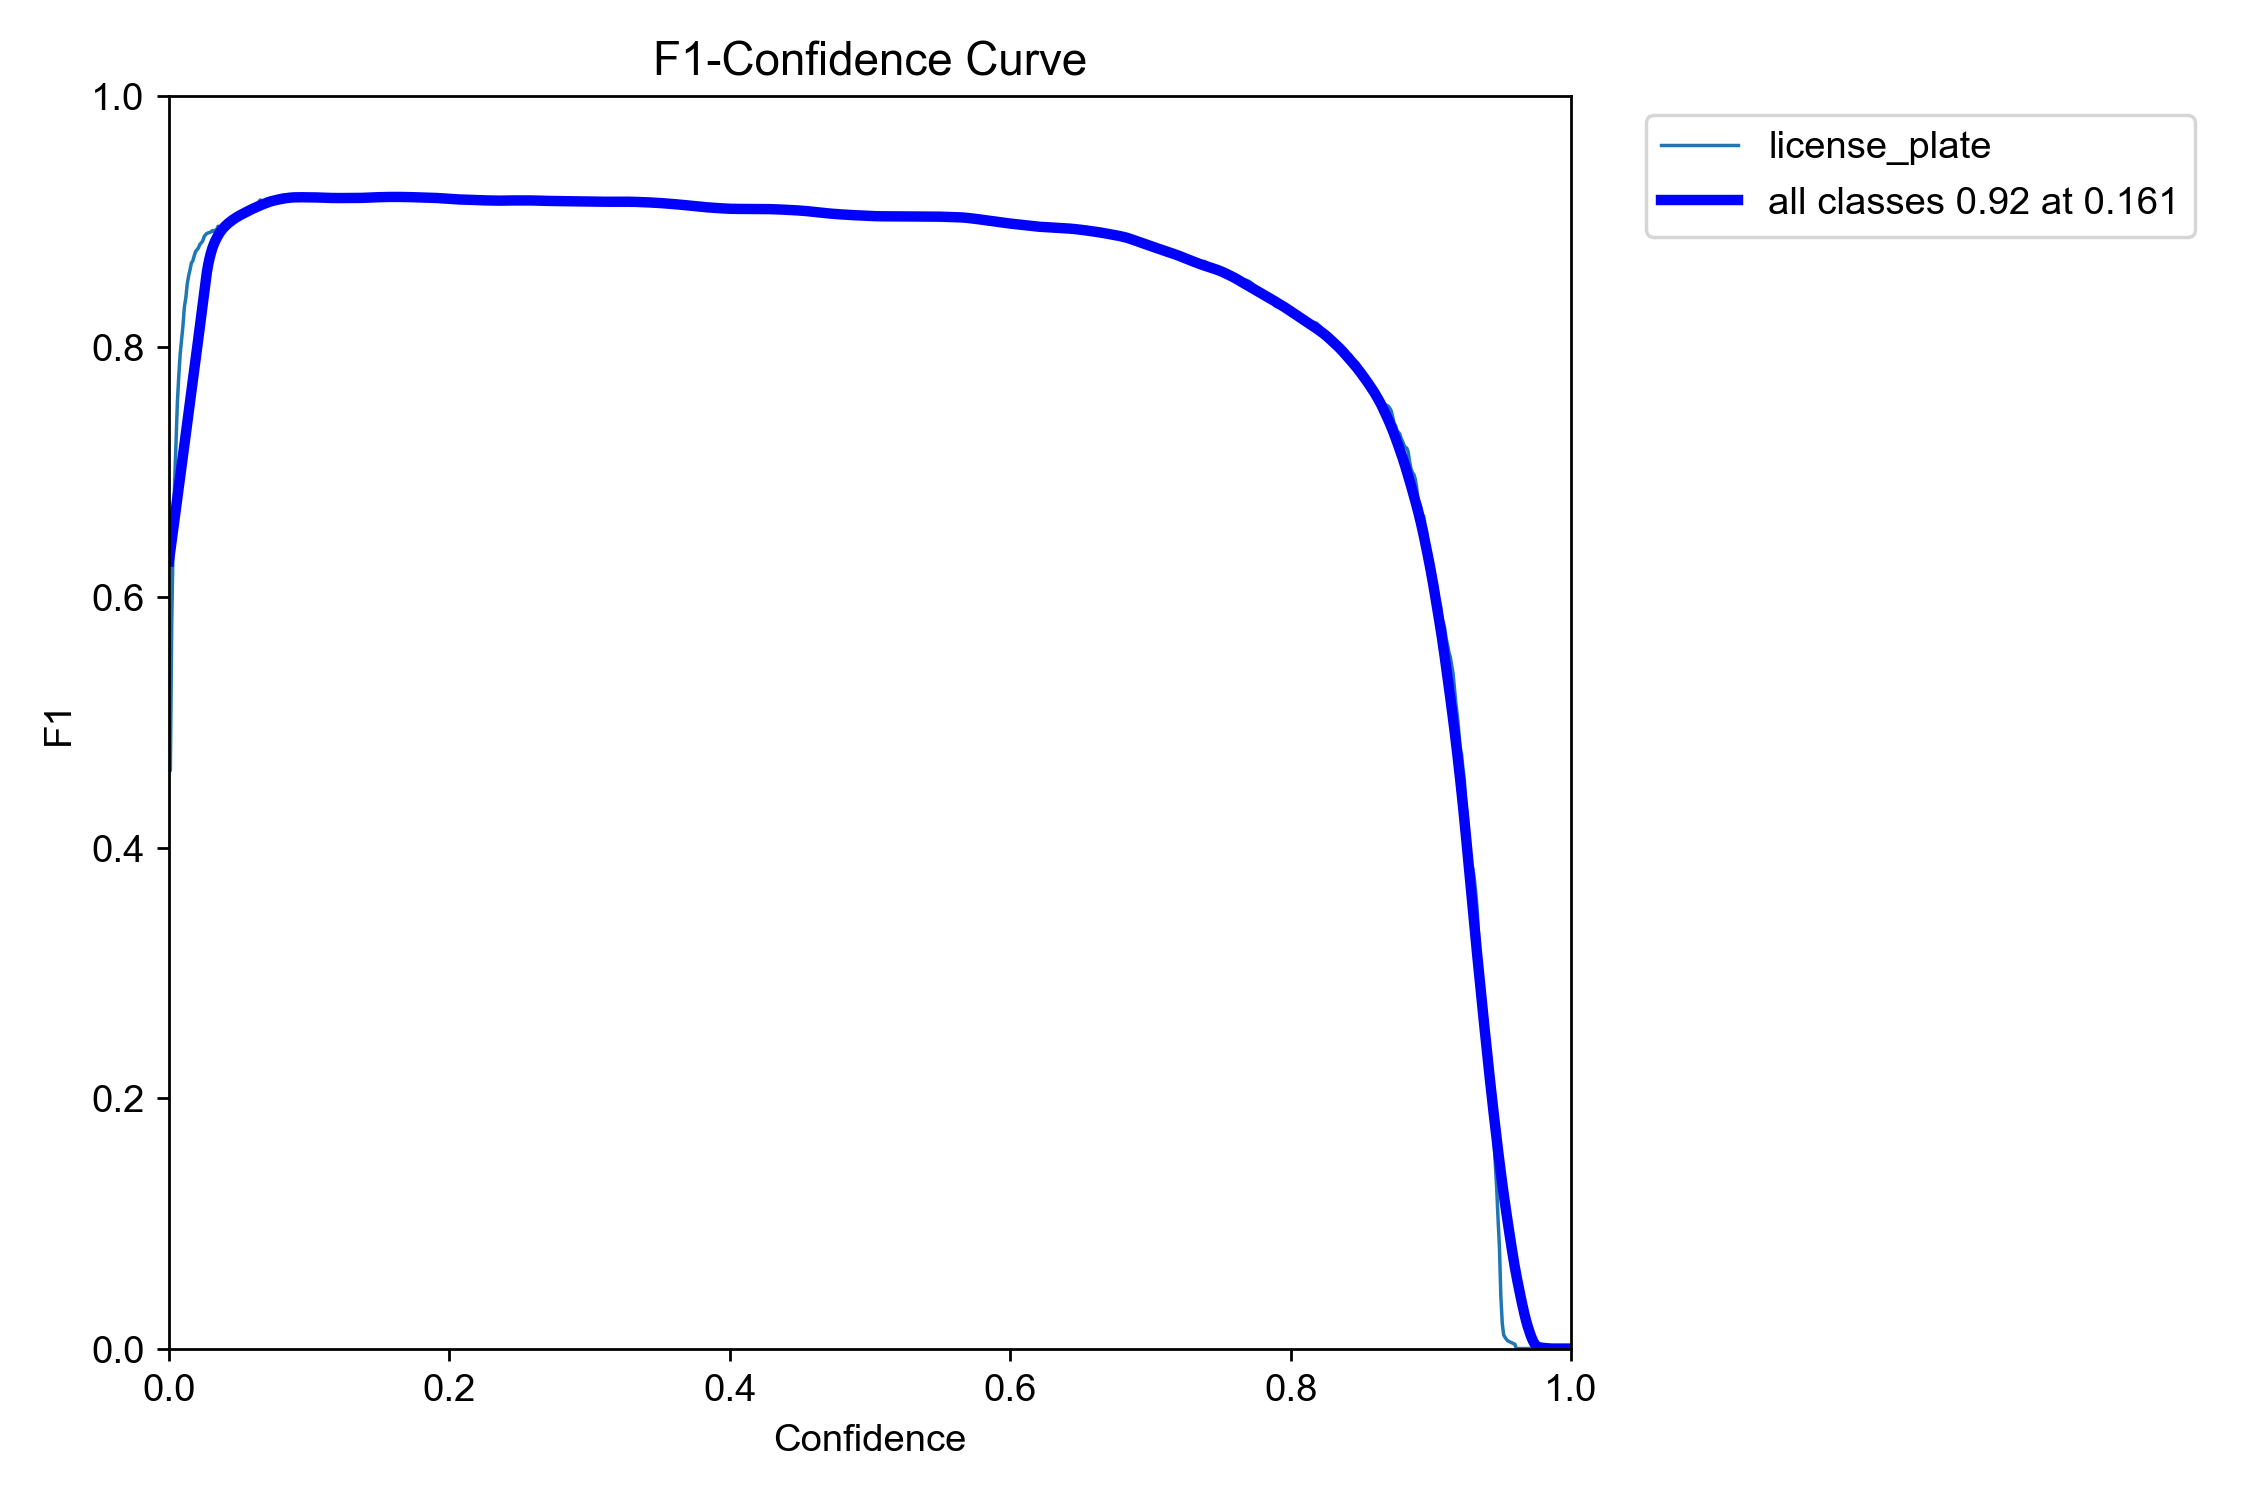 F1-Confidence Curve
1.0
0.8
0.6
0.4
0.2
0.0
F1
0.0 0.2 0.4 0.6 0.8 1.0
Confidence
license_plate
all classes 0.92 at 0.161